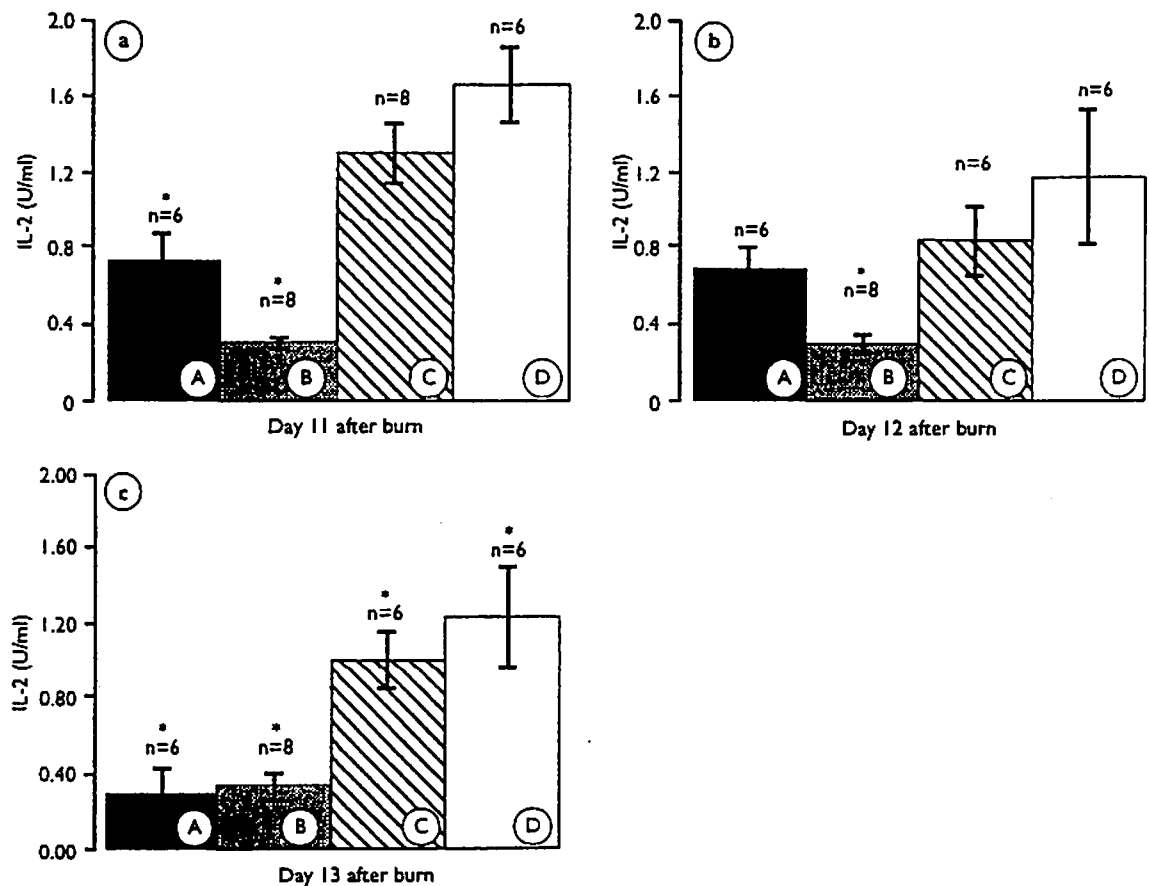 a
2.0
1.6
1.2
0.8
0.4
0
IL-2 (U/ml)
*
n=6
*
n=8
n=8
n=6
A
B
C
D
Day 11 after burn
b
2.0
1.6
1.2
0.8
0.4
0
IL-2 (U/ml)
n=6
*
n=8
n=6
n=6
A
B
C
D
Day 12 after burn
c
2.00
1.60
1.20
0.80
0.40
0.00
IL-2 (U/ml)
*
n=6
*
n=8
*
n=6
*
n=6
A
B
C
D
Day 13 after burn